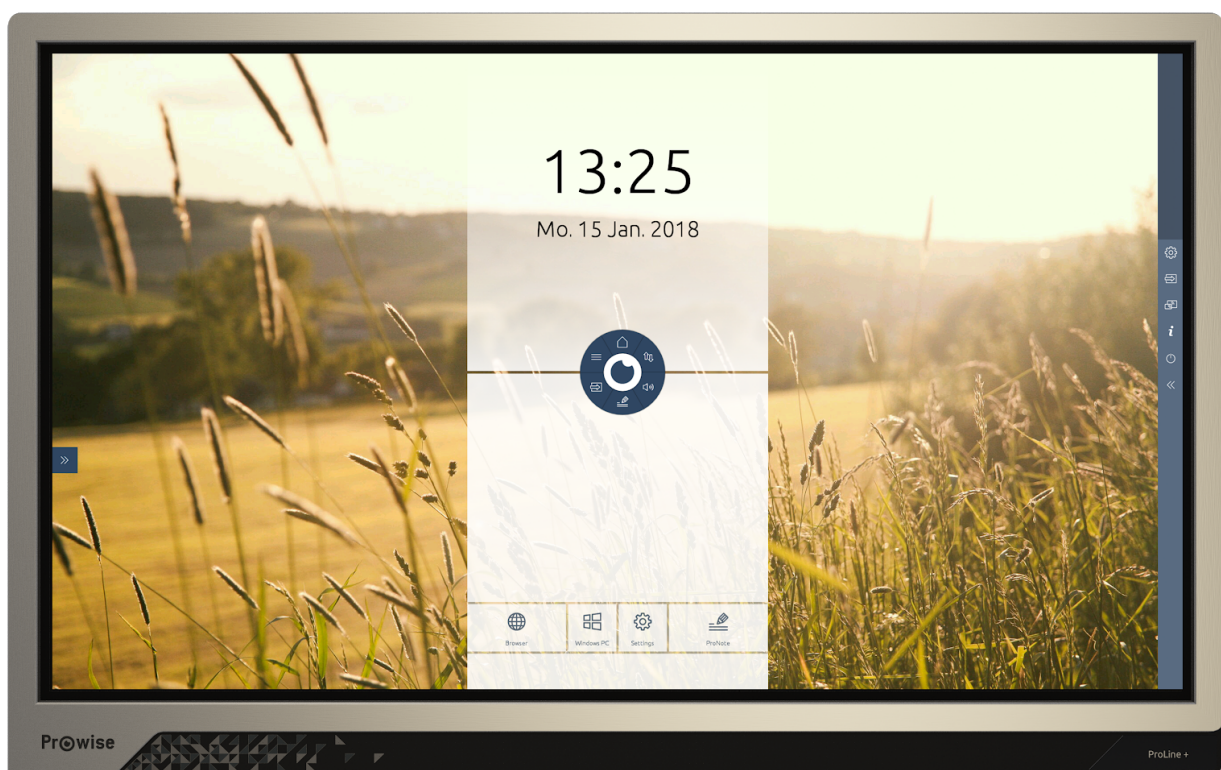 13:25
Mo. 15 Jan. 2018
i
Browser
Windows PC
Settings
ProNote
Prowise
ProLine +